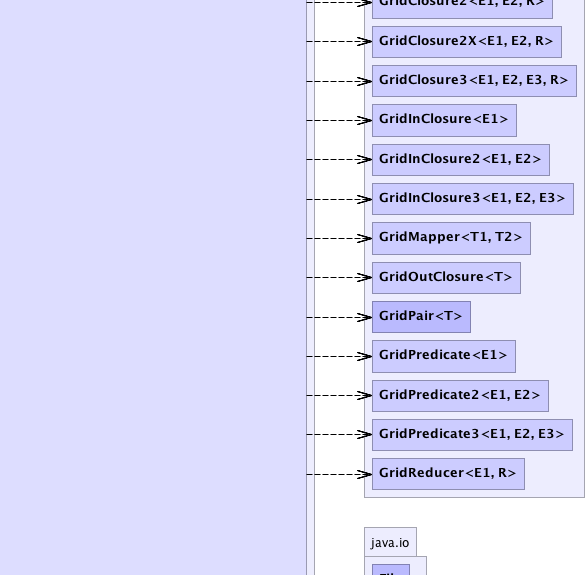 GridClosure2<E1, E2, R>
GridClosure2X<E1, E2, R>
GridClosure3<E1, E2, E3, R>
GridInClosure<E1>
GridInClosure2<E1, E2>
GridInClosure3<E1, E2, E3>
GridMapper<T1, T2>
GridOutClosure<T>
GridPair<T>
GridPredicate<E1>
GridPredicate2<E1, E2>
GridPredicate3<E1, E2, E3>
GridReducer<E1, R>
java.io